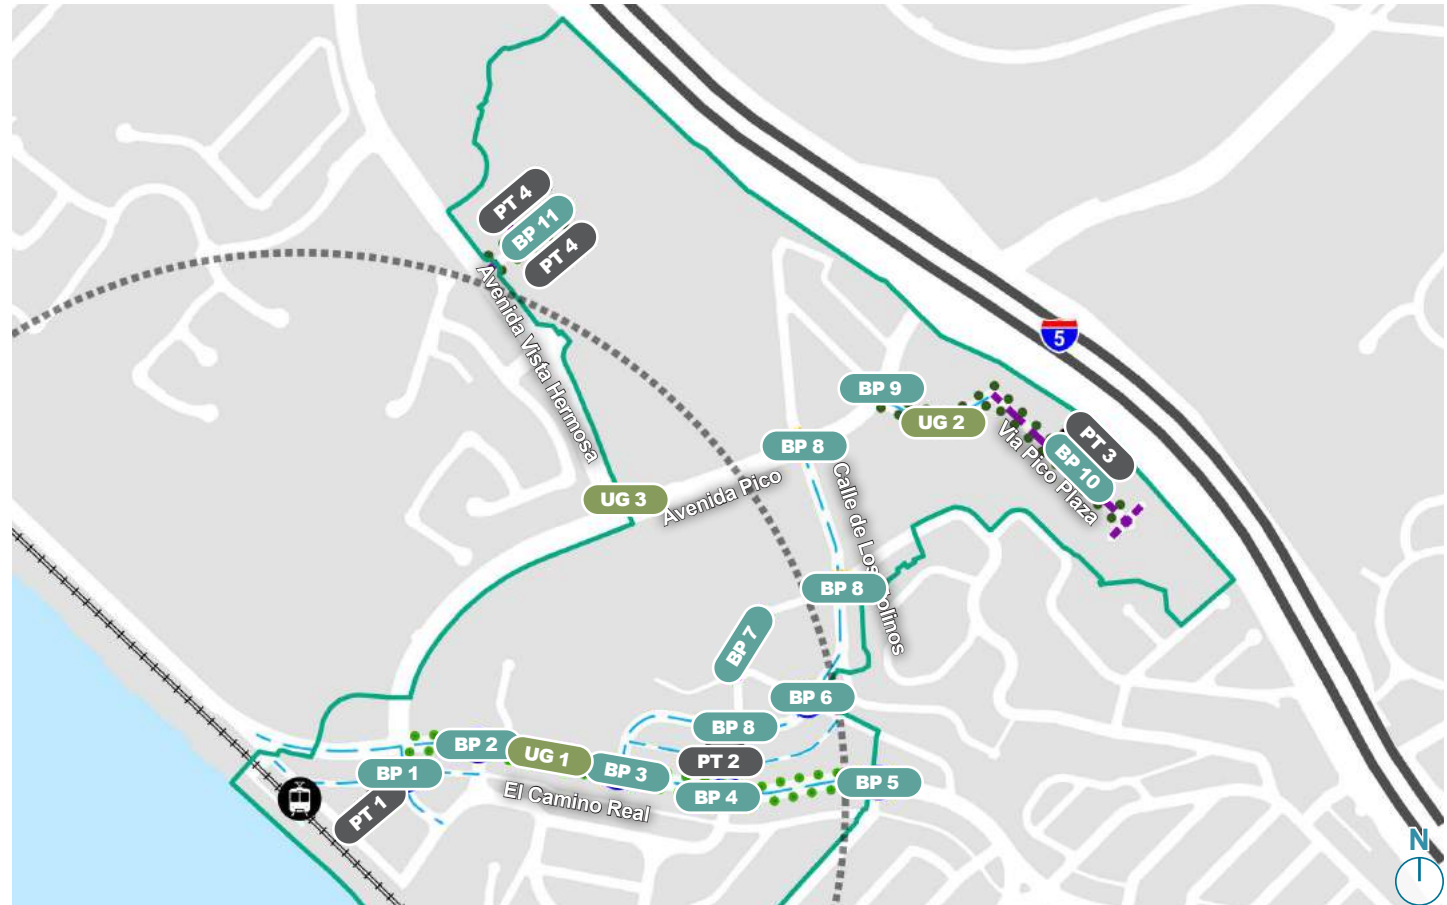 PT 4
BP 11
PT 4
Avenida Vista Hermosa
5
BP 9
UG 2
PT 3
BP 10
Via Pico Plaza
BP 8
UG 3
Avenida Pico
Calle de Los Molinos
BP 8
BP 7
BP 6
BP 8
BP 2
UG 1
BP 3
PT 2
BP 1
BP 4
BP 5
El Camino Real
PT 1
N